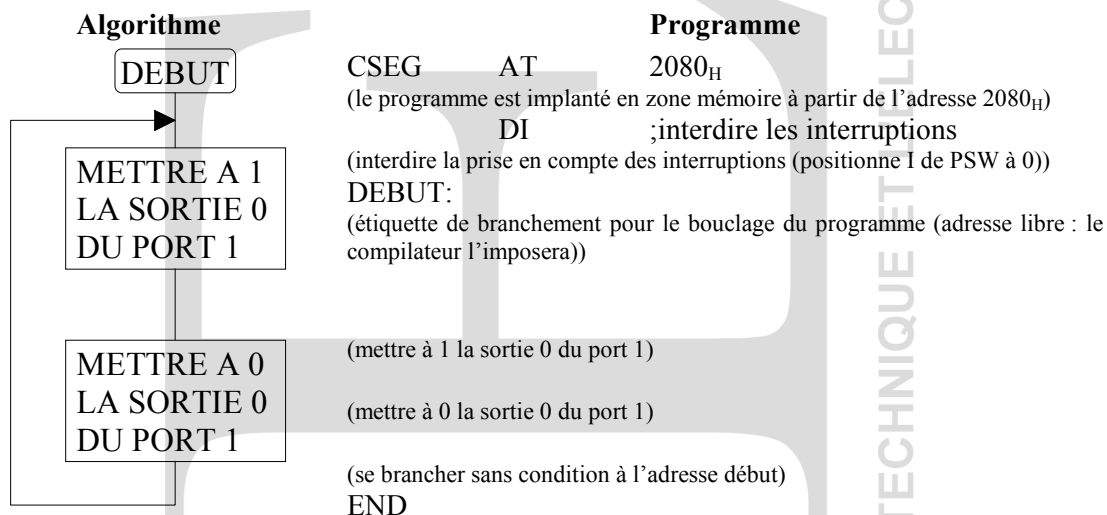 Algorithme
Programme
DEBUT
METTRE A 1
LA SORTIE 0
DU PORT 1
METTRE A 0
LA SORTIE 0
DU PORT 1
CSEG AT 2080H
(le programme est implanté en zone mémoire à partir de l'adresse 2080H)
DI ;interdire les interruptions
(interdire la prise en compte des interruptions (positionne I de PSW à 0))
DEBUT:
(étiquette de branchement pour le bouclage du programme (adresse libre : le
compilateur l'imposera))
(mettre à 1 la sortie 0 du port 1)
(mettre à 0 la sortie 0 du port 1)
(se brancher sans condition à l'adresse début)
END
TECHNIQUE ET L'ELEC